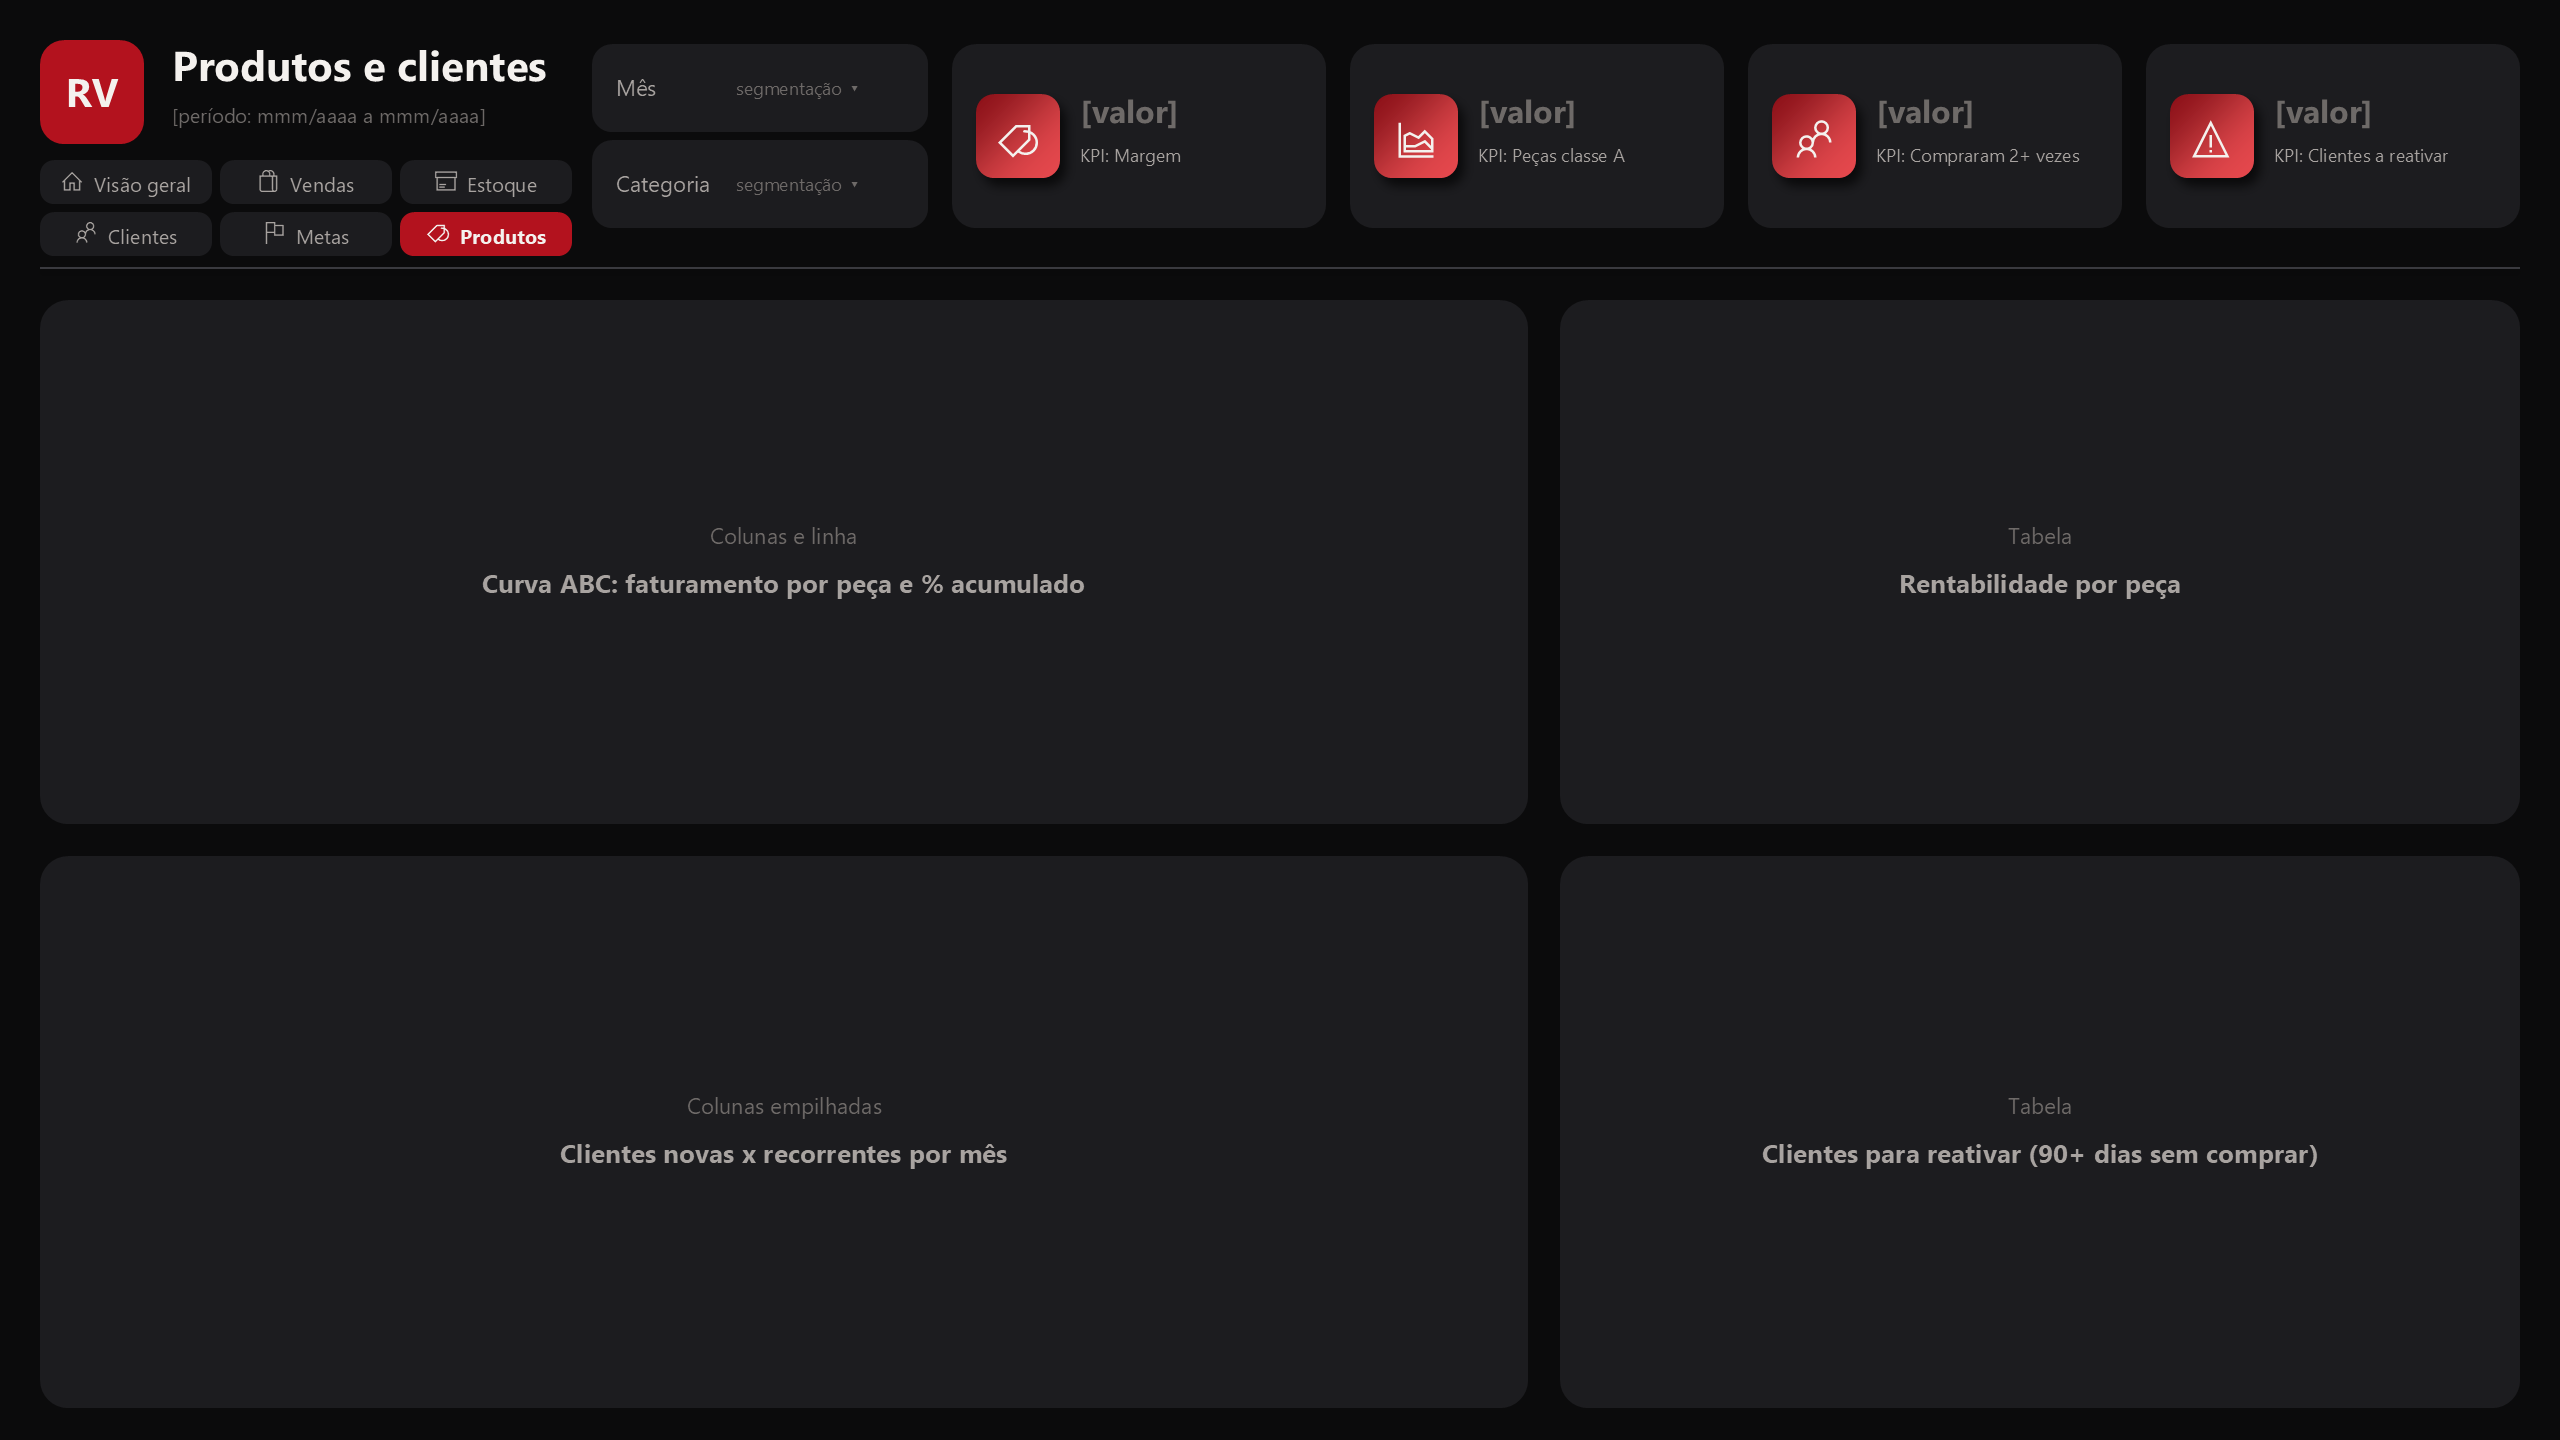 RV
Produtos e clientes
[período: mmm/aaaa a mmm/aaaa]
Visão geral
Vendas
Estoque
Clientes
Metas
Produtos
Mês
segmentação ▾
Categoria
segmentação ▾
[valor]
KPI: Margem
[valor]
KPI: Peças classe A
[valor]
KPI: Compraram 2+ vezes
[valor]
KPI: Clientes a reativar
Colunas e linha
Curva ABC: faturamento por peça e % acumulado
Tabela
Rentabilidade por peça
Colunas empilhadas
Clientes novas x recorrentes por mês
Tabela
Clientes para reativar (90+ dias sem comprar)